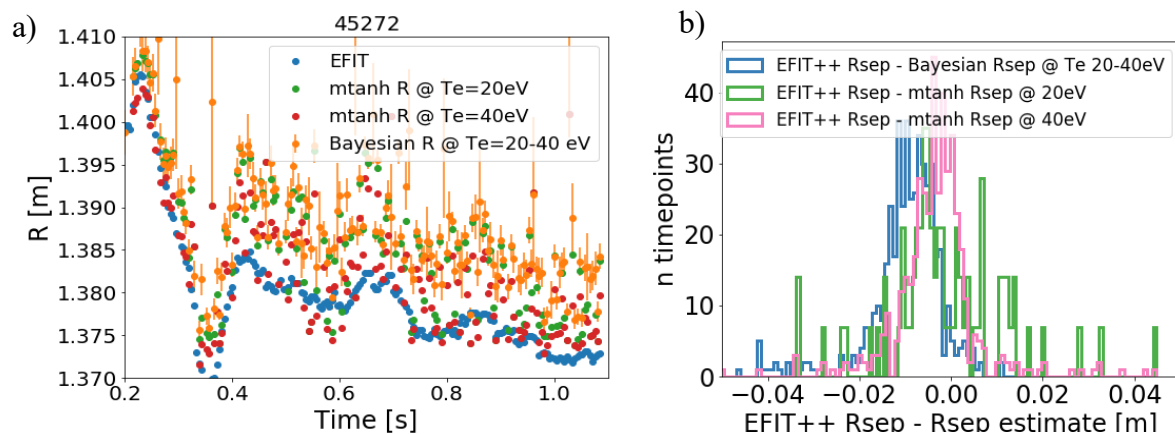 a)
45272
1.410
1.405
1.400
1.395
1.390
1.385
1.380
1.375
1.370
R [m]
EFIT
mtanh R @ Te=20eV
mtanh R @ Te=40eV
Bayesian R @ Te=20-40 eV
0.2 0.4 0.6 0.8 1.0
Time [s]
b)
40
30
20
10
0
n timepoints
EFIT++ Rsep - Bayesian Rsep @ Te 20-40eV
EFIT++ Rsep - mtanh Rsep @ 20eV
EFIT++ Rsep - mtanh Rsep @ 40eV
−0.04 −0.02 0.00 0.02 0.04
EFIT++ Rsep - Rsep estimate [m]